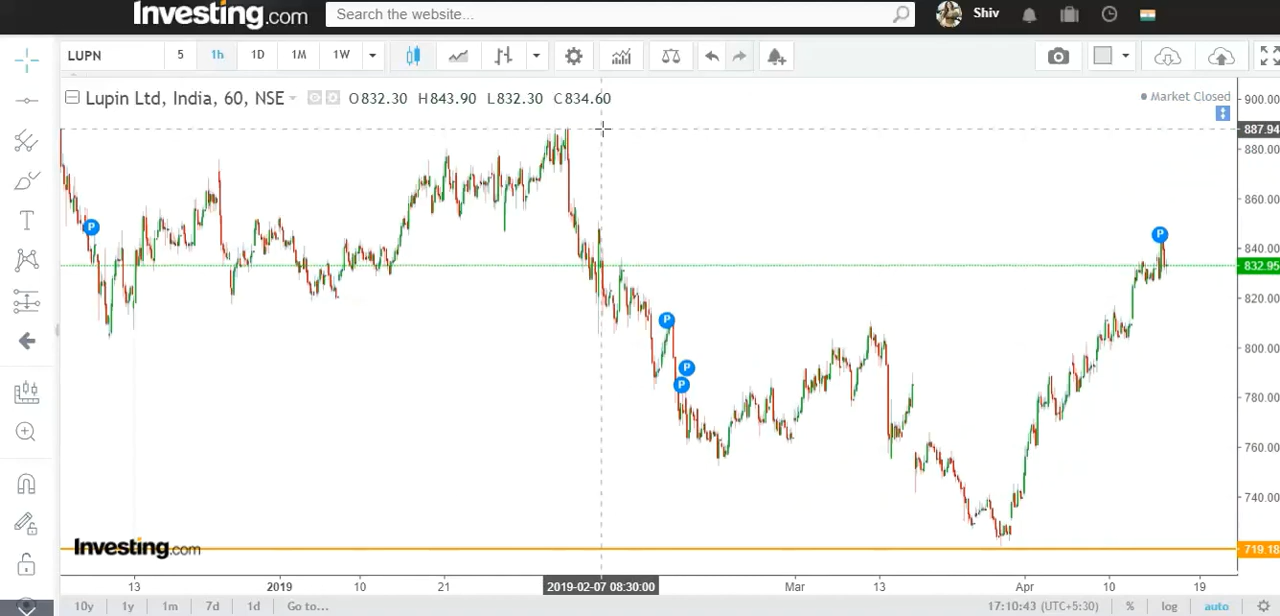 Investing.com Search the website... Shiv
LUPN 5 1h 1D 1M 1W
Lupin Ltd, India, 60, NSE O832.30 H843.90 L832.30 C834.60
Market Closed
900.00
887.94
880.00
860.00
840.00
832.95
820.00
800.00
780.00
760.00
740.00
719.18
P
P
P
P
P
Investing.com
13 2019 10 21 2019-02-07 08:30:00 Mar 13 Apr 10 19
10y 1y 1m 7d 1d Go to... 17:10:43 (UTC+5:30) % log auto